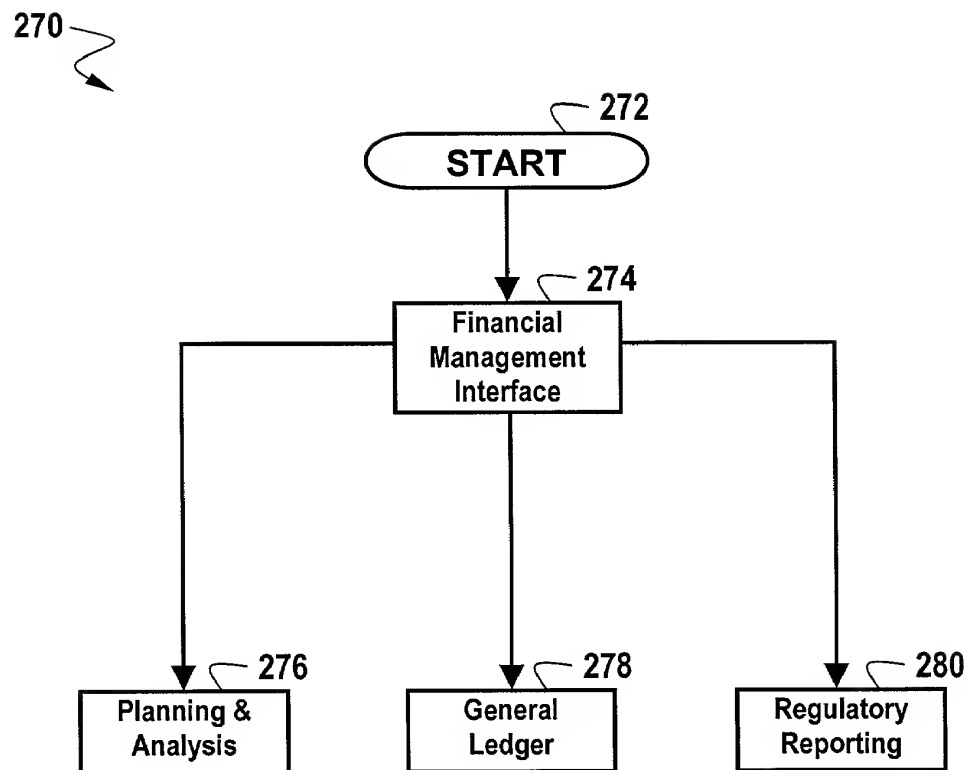 270
272
START
274
Financial
Management
Interface
276
278
280
Planning &
Analysis
General
Ledger
Regulatory
Reporting